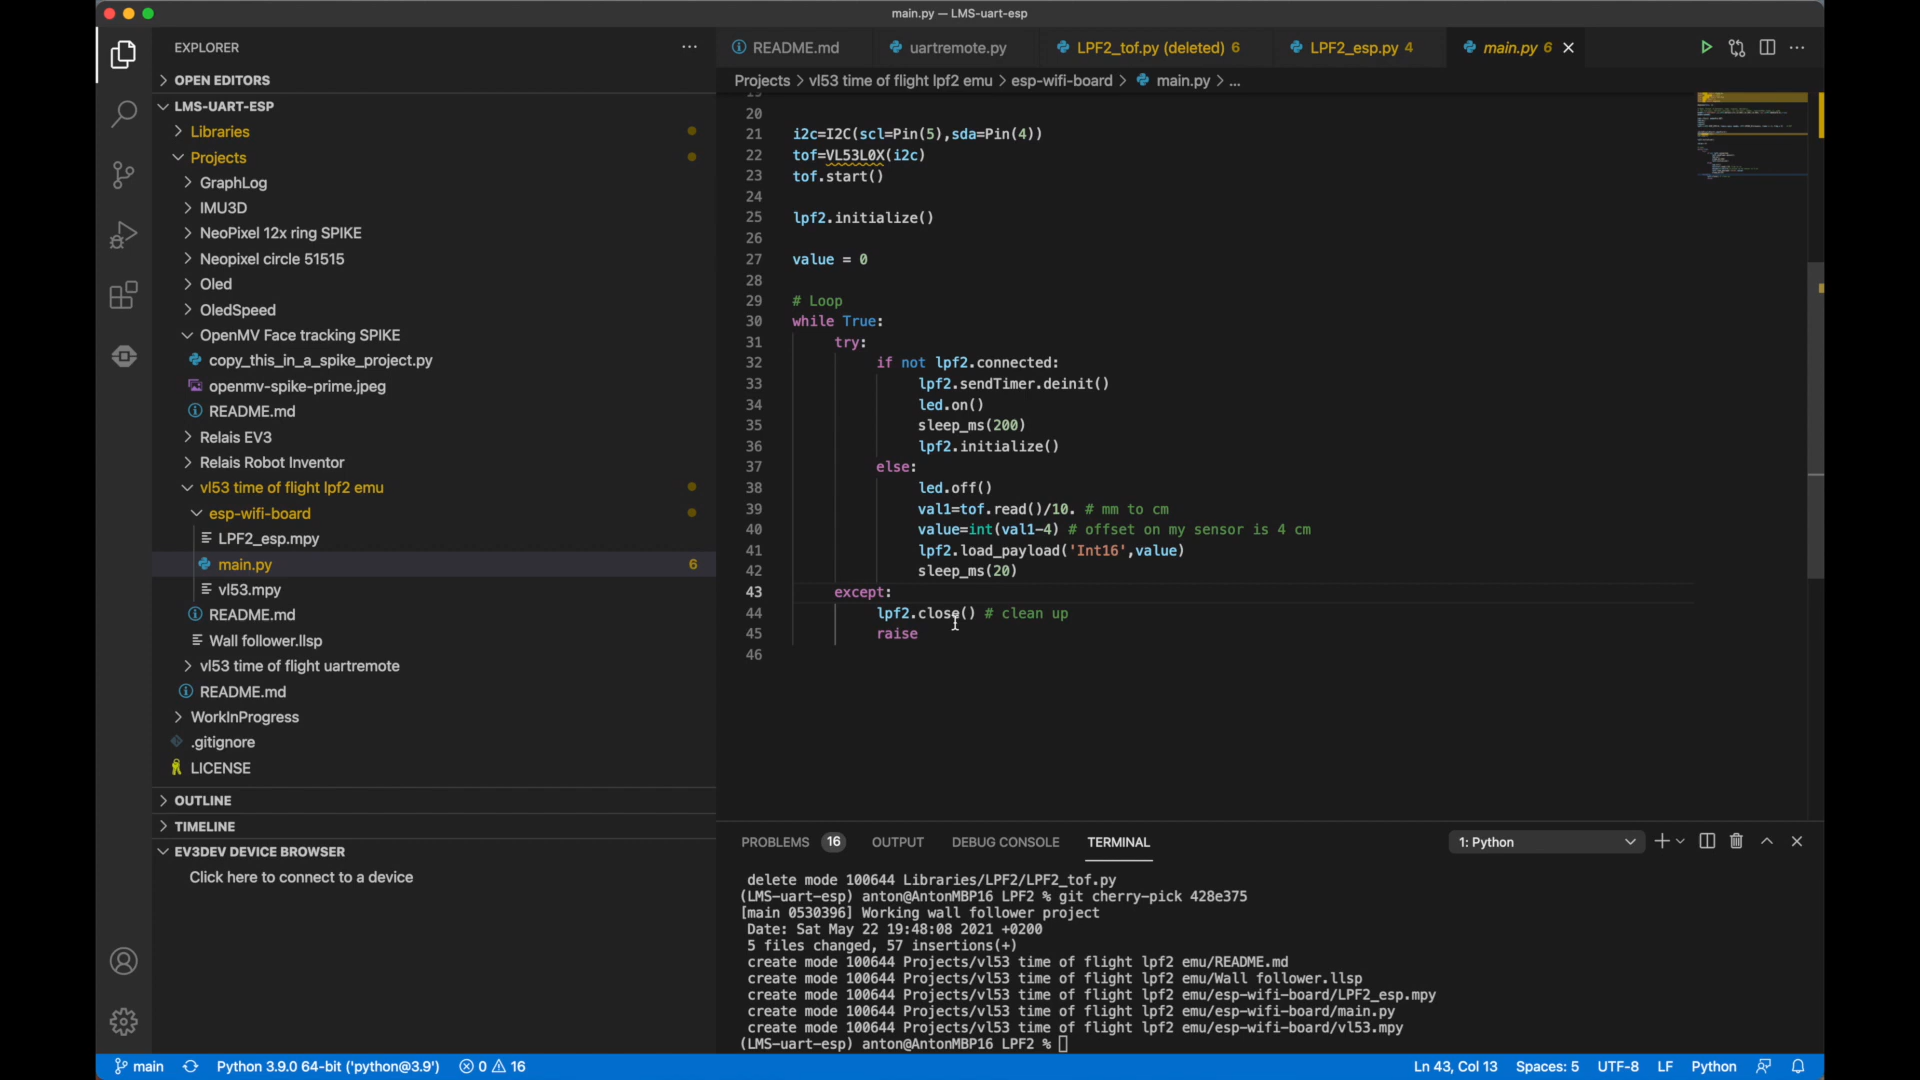 main.py — LMS-uart-esp
EXPLORER
OPEN EDITORS
LMS-UART-ESP
Libraries
Projects
GraphLog
IMU3D
NeoPixel 12x ring SPIKE
Neopixel circle 51515
Oled
OledSpeed
OpenMV Face tracking SPIKE
copy_this_in_a_spike_project.py
openmv-spike-prime.jpeg
README.md
Relais EV3
Relais Robot Inventor
vl53 time of flight lpf2 emu
esp-wifi-board
LPF2_esp.mpy
main.py 6
vl53.mpy
README.md
Wall follower.llsp
vl53 time of flight uartremote
README.md
WorkInProgress
.gitignore
LICENSE
OUTLINE
TIMELINE
EV3DEV DEVICE BROWSER
Click here to connect to a device
README.md uartremote.py LPF2_tof.py (deleted) 6 LPF2_esp.py 4 main.py 6
Projects > vl53 time of flight lpf2 emu > esp-wifi-board > main.py > ...
20
21 i2c=I2C(scl=Pin(5),sda=Pin(4))
22 tof=VL53L0X(i2c)
23 tof.start()
24
25 lpf2.initialize()
26
27 value = 0
28
29 # Loop
30 while True:
31 try:
32 if not lpf2.connected:
33 lpf2.sendTimer.deinit()
34 led.on()
35 sleep_ms(200)
36 lpf2.initialize()
37 else:
38 led.off()
39 val1=tof.read()/10. # mm to cm
40 value=int(val1-4) # offset on my sensor is 4 cm
41 lpf2.load_payload('Int16',value)
42 sleep_ms(20)
43 except:
44 lpf2.close() # clean up
45 raise
46
PROBLEMS 16 OUTPUT DEBUG CONSOLE TERMINAL 1: Python
delete mode 100644 Libraries/LPF2/LPF2_tof.py
(LMS-uart-esp) anton@AntonMBP16 LPF2 % git cherry-pick 428e375
[main 0530396] Working wall follower project
Date: Sat May 22 19:48:08 2021 +0200
5 files changed, 57 insertions(+)
create mode 100644 Projects/vl53 time of flight lpf2 emu/README.md
create mode 100644 Projects/vl53 time of flight lpf2 emu/Wall follower.llsp
create mode 100644 Projects/vl53 time of flight lpf2 emu/esp-wifi-board/LPF2_esp.mpy
create mode 100644 Projects/vl53 time of flight lpf2 emu/esp-wifi-board/main.py
create mode 100644 Projects/vl53 time of flight lpf2 emu/esp-wifi-board/vl53.mpy
(LMS-uart-esp) anton@AntonMBP16 LPF2 %
main Python 3.9.0 64-bit ('python@3.9') 0 16 Ln 43, Col 13 Spaces: 5 UTF-8 LF Python